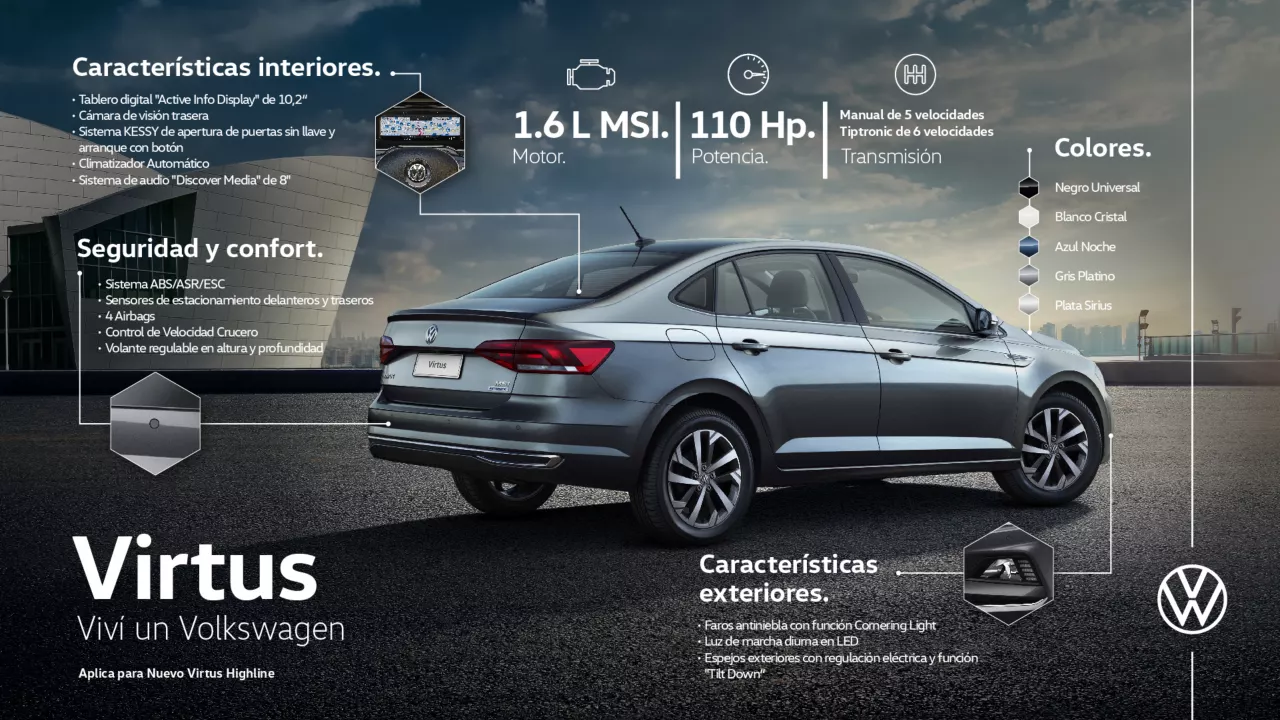 Características interiores.
• Tablero digital "Active Info Display" de 10,2"
• Cámara de visión trasera
• Sistema KESSY de apertura de puertas sin llave y
arranque con botón
• Climatizador Automático
• Sistema de audio "Discover Media" de 8"
1.6 L MSI.
Motor.
110 Hp.
Potencia.
Manual de 5 velocidades
Tiptronic de 6 velocidades
Transmisión
Colores.
Negro Universal
Blanco Cristal
Azul Noche
Gris Platino
Plata Sirius
Seguridad y confort.
• Sistema ABS/ASR/ESC
• Sensores de estacionamiento delanteros y traseros
• 4 Airbags
• Control de Velocidad Crucero
• Volante regulable en altura y profundidad
Virtus
Virtus
Viví un Volkswagen
Aplica para Nuevo Virtus Highline
Características
exteriores.
• Faros antiniebla con función Cornering Light
• Luz de marcha diurna en LED
• Espejos exteriores con regulación eléctrica y función
"Tilt Down"